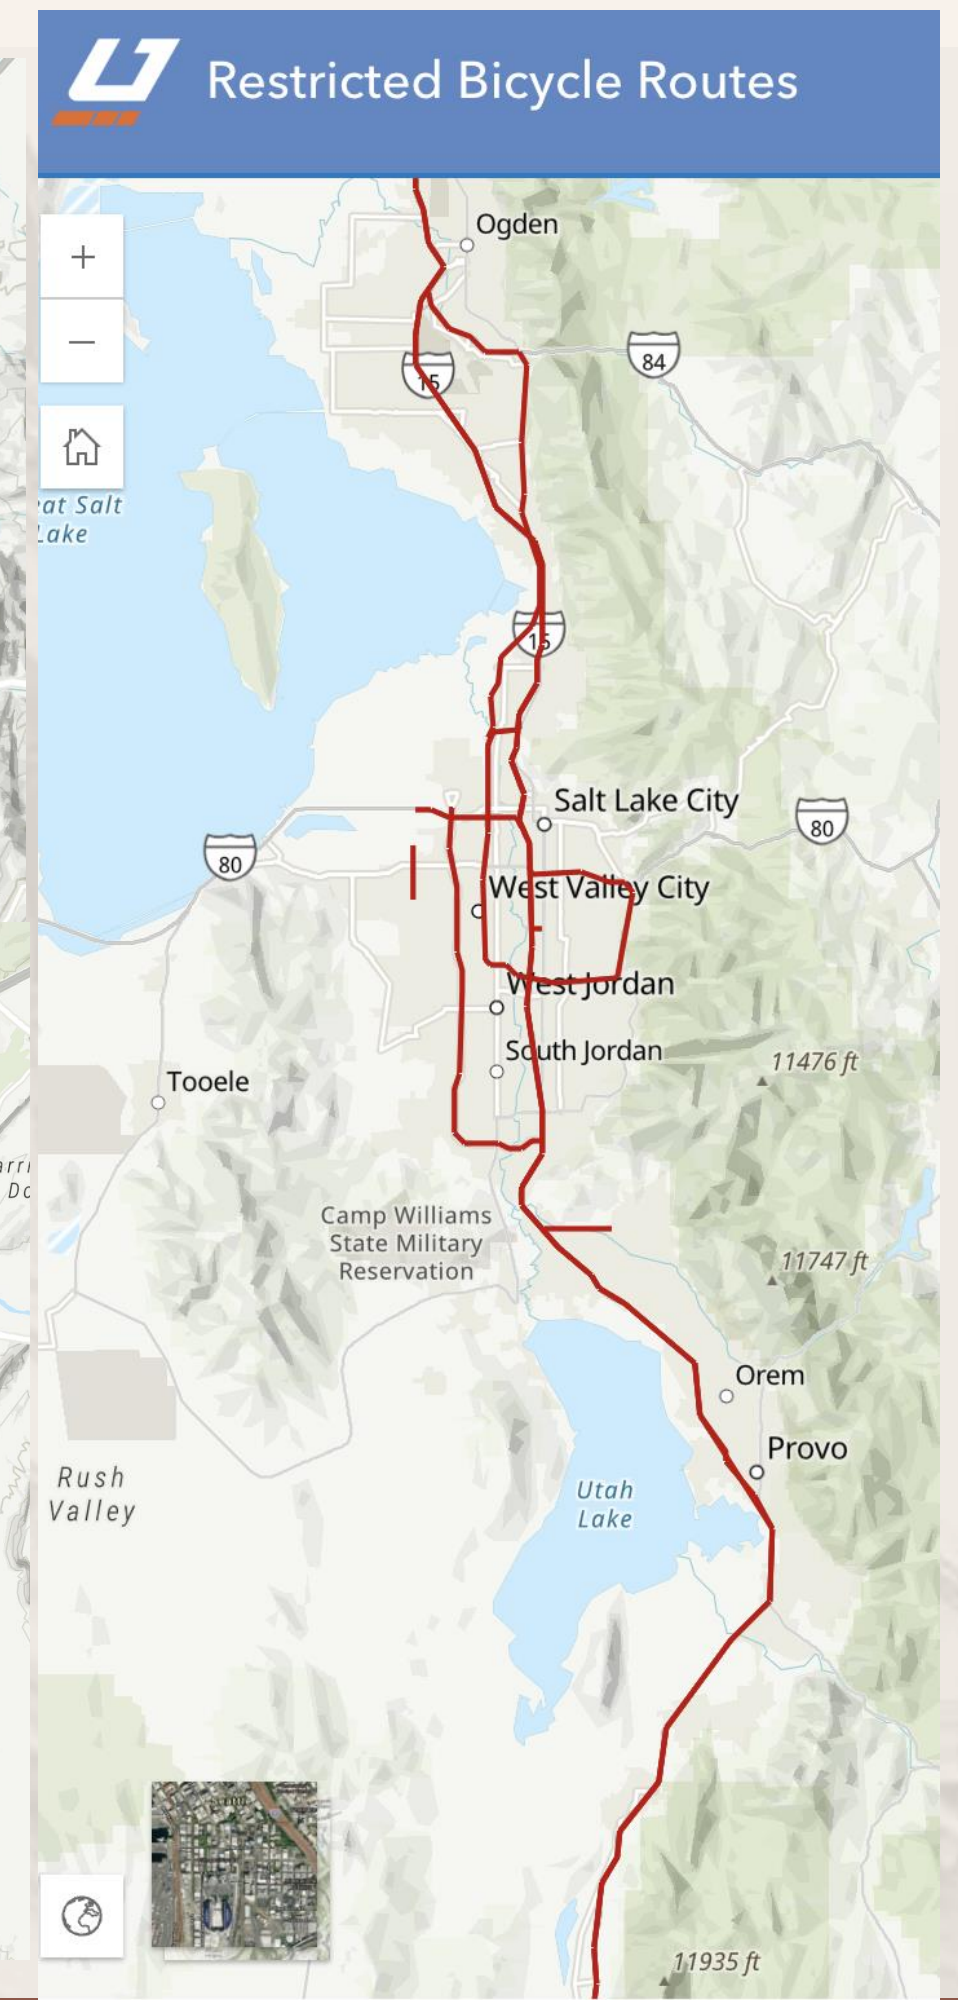 Restricted Bicycle Routes
Ogden
84
15
eat Salt
Lake
15
Salt Lake City
80
80
West Valley City
West Jordan
South Jordan
11476 ft
Tooele
Camp Williams
State Military
Reservation
11747 ft
Orem
Provo
Rush
Valley
Utah
Lake
11935 ft